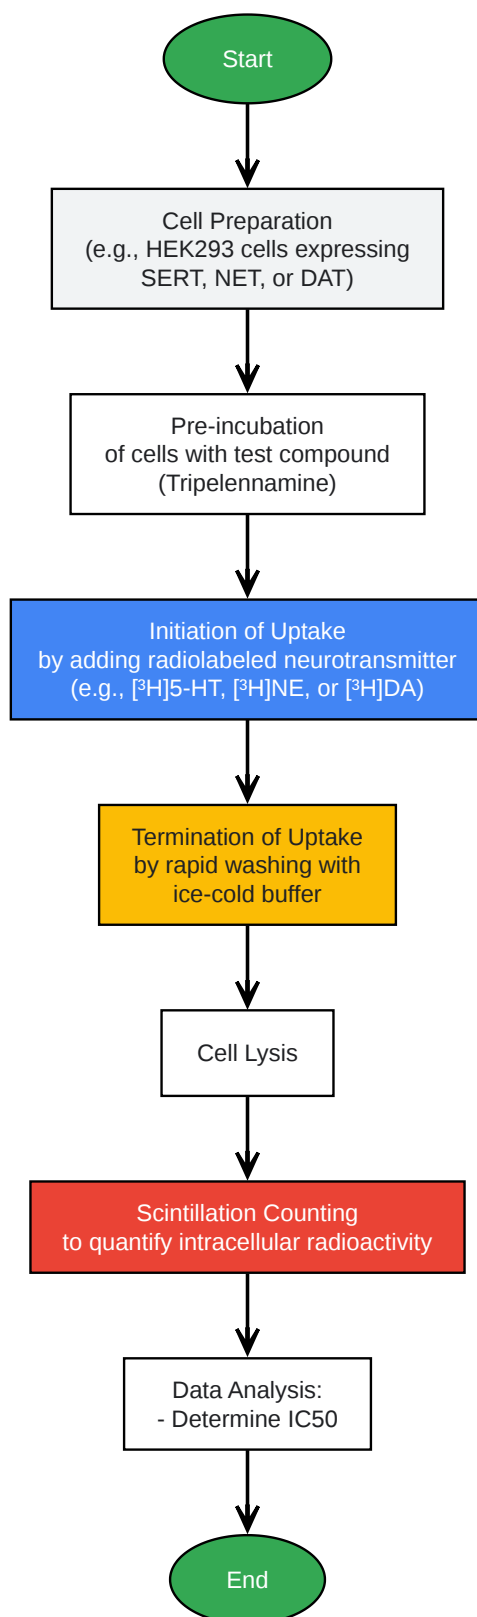 Start
Cell Preparation
(e.g., HEK293 cells expressing
SERT, NET, or DAT)
Pre-incubation
of cells with test compound
(Tripelennamine)
Initiation of Uptake
by adding radiolabeled neurotransmitter
(e.g., [³H]5-HT, [³H]NE, or [³H]DA)
Termination of Uptake
by rapid washing with
ice-cold buffer
Cell Lysis
Scintillation Counting
to quantify intracellular radioactivity
Data Analysis:
- Determine IC50
End